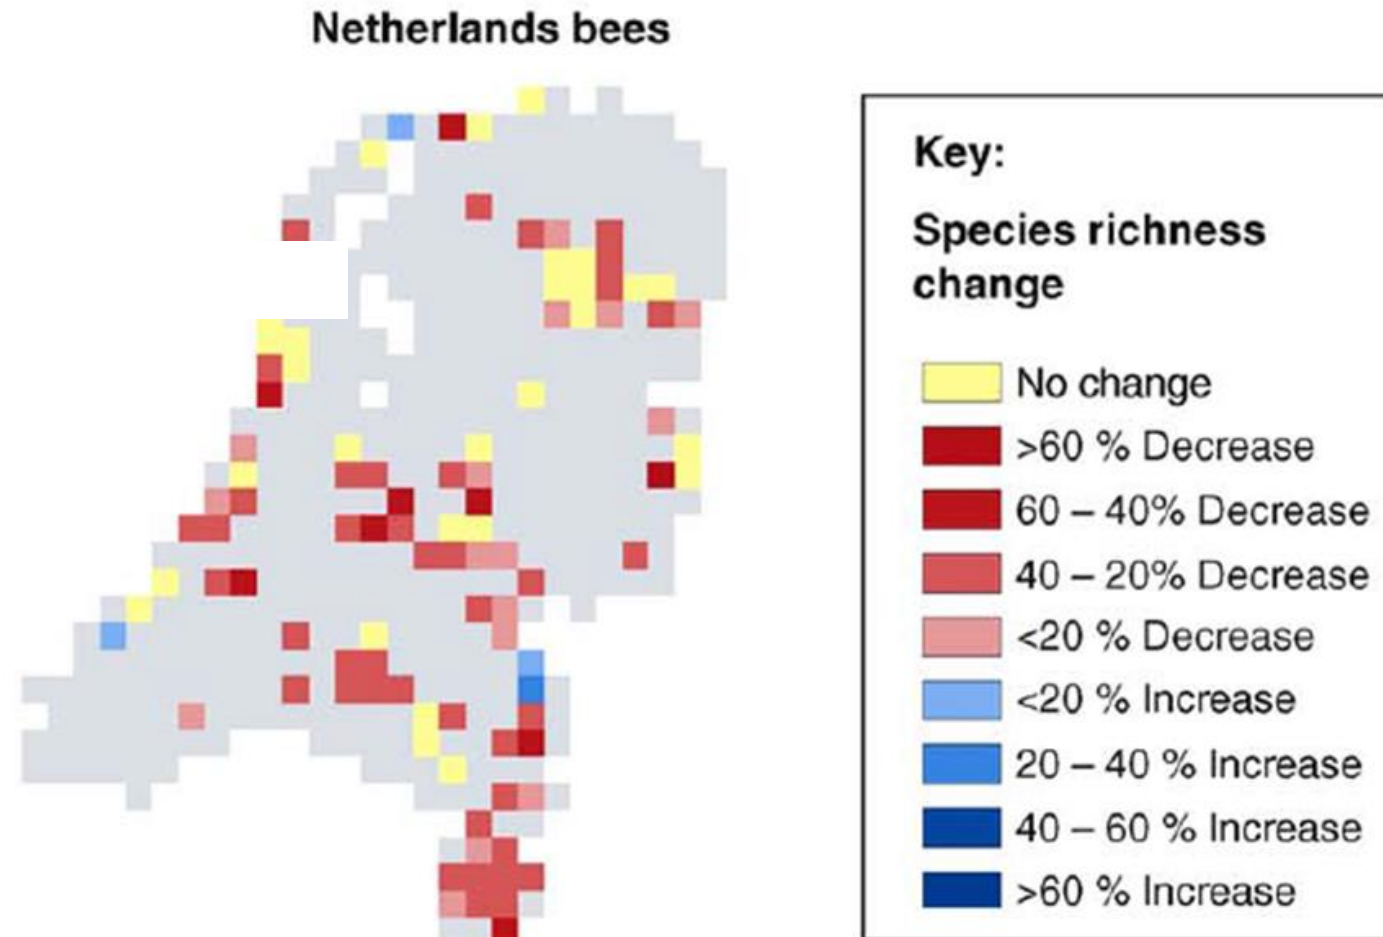 Netherlands bees
Key:
Species richness
change
No change
>60 % Decrease
60 – 40% Decrease
40 – 20% Decrease
<20 % Decrease
<20 % Increase
20 – 40 % Increase
40 – 60 % Increase
>60 % Increase